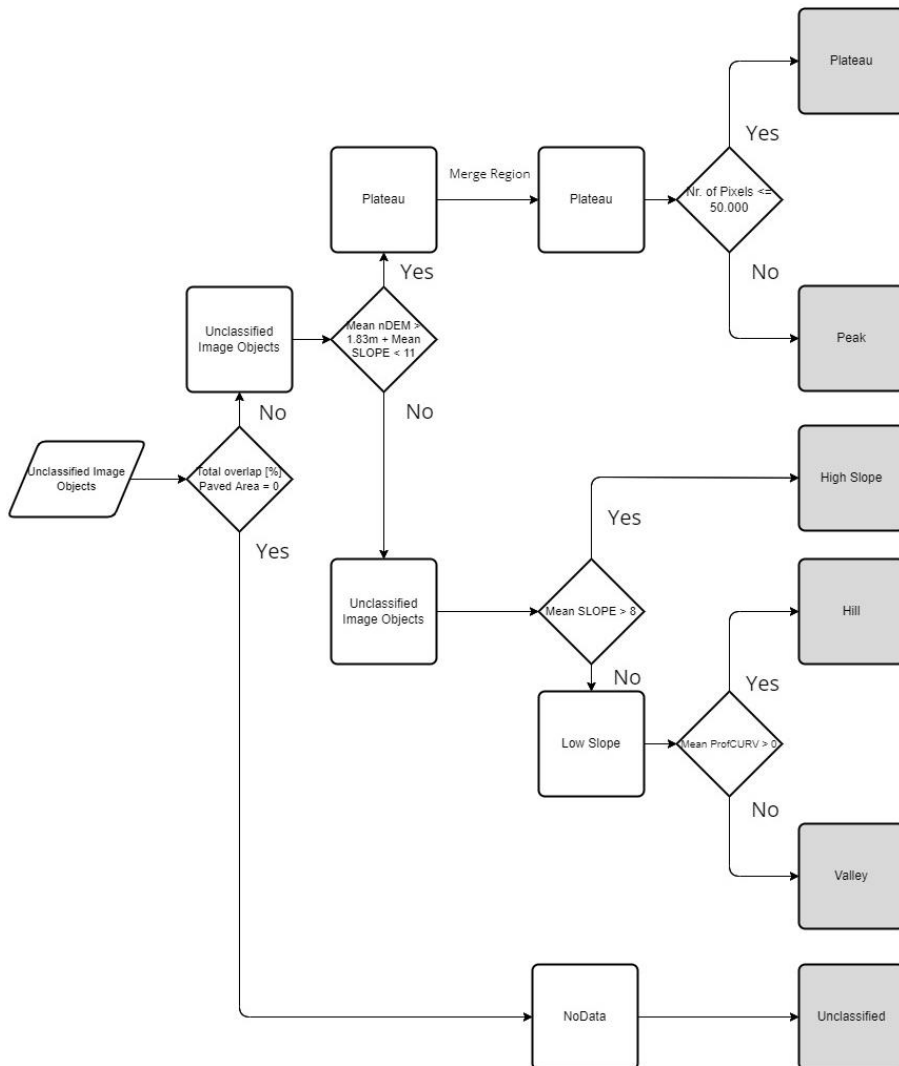 Plateau
Yes
Merge Region
Plateau
Plateau
Nr. of Pixels <=
50.000
Yes
No
Unclassified
Image Objects
Mean nDEM >
1.83m + Mean
SLOPE < 11
Peak
No
No
Unclassified Image
Objects
Total overlap [%]
Paved Area = 0
High Slope
Yes
Yes
Unclassified
Image Objects
Mean SLOPE > 8
Hill
No
Yes
Low Slope
Mean ProfCURV > 0
No
Valley
NoData
Unclassified